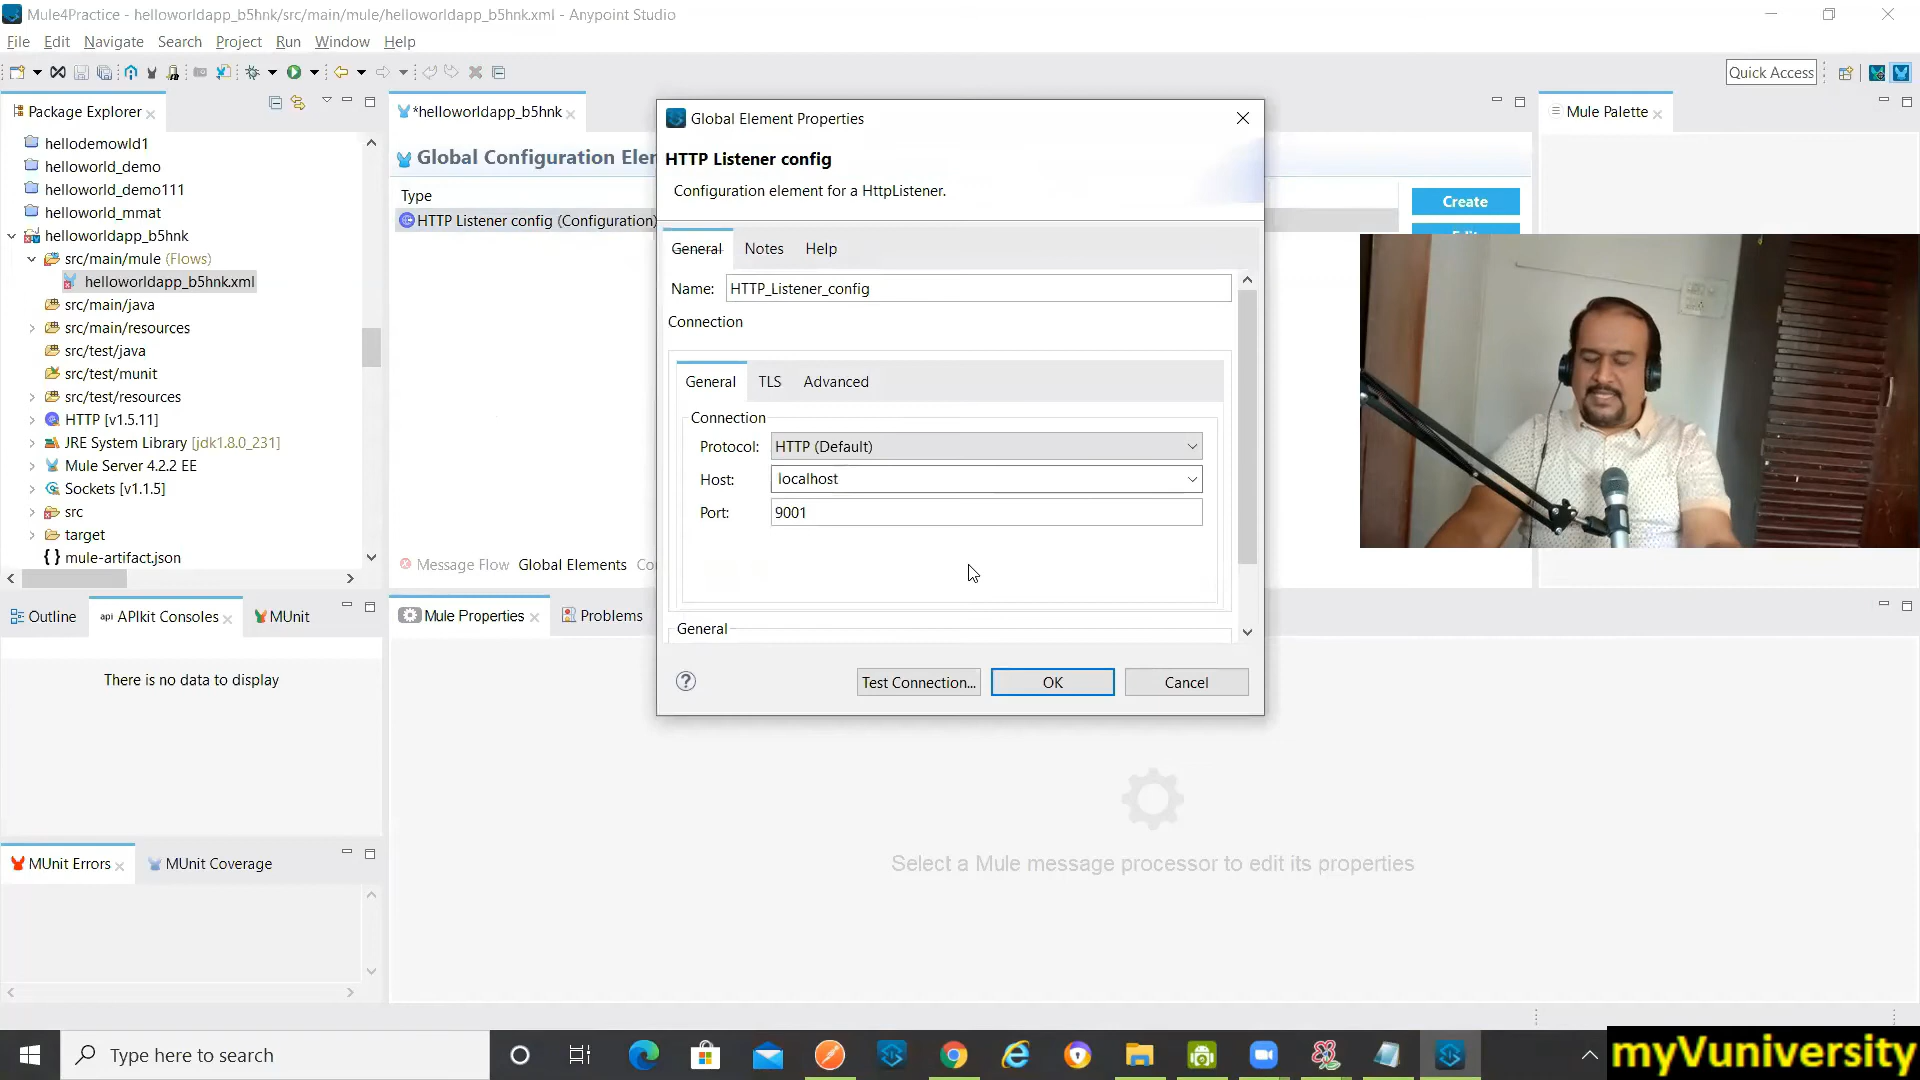 Mule4Practice - helloworldapp_b5hnk/src/main/mule/helloworldapp_b5hnk.xml - Anypoint Studio
File Edit Navigate Search Project Run Window Help
Quick Access
Package Explorer
hellodemowld1
helloworld_demo
helloworld_demo111
helloworld_mmat
helloworldapp_b5hnk
src/main/mule (Flows)
helloworldapp_b5hnk.xml
src/main/java
src/main/resources
src/test/java
src/test/munit
src/test/resources
HTTP [v1.5.11]
JRE System Library [jdk1.8.0_231]
Mule Server 4.2.2 EE
Sockets [v1.1.5]
src
target
mule-artifact.json
*helloworldapp_b5hnk
Global Configuration Elem
Type
HTTP Listener config (Configuration)
Create
Message Flow Global Elements Co
Global Element Properties
HTTP Listener config
Configuration element for a HttpListener.
General Notes Help
Name: HTTP_Listener_config
Connection
General TLS Advanced
Connection
Protocol: HTTP (Default)
Host: localhost
Port: 9001
General
Test Connection... OK Cancel
Mule Palette
Outline api APIkit Consoles MUnit
There is no data to display
MUnit Errors MUnit Coverage
Mule Properties Problems
Select a Mule message processor to edit its properties
Type here to search
myVuniversity